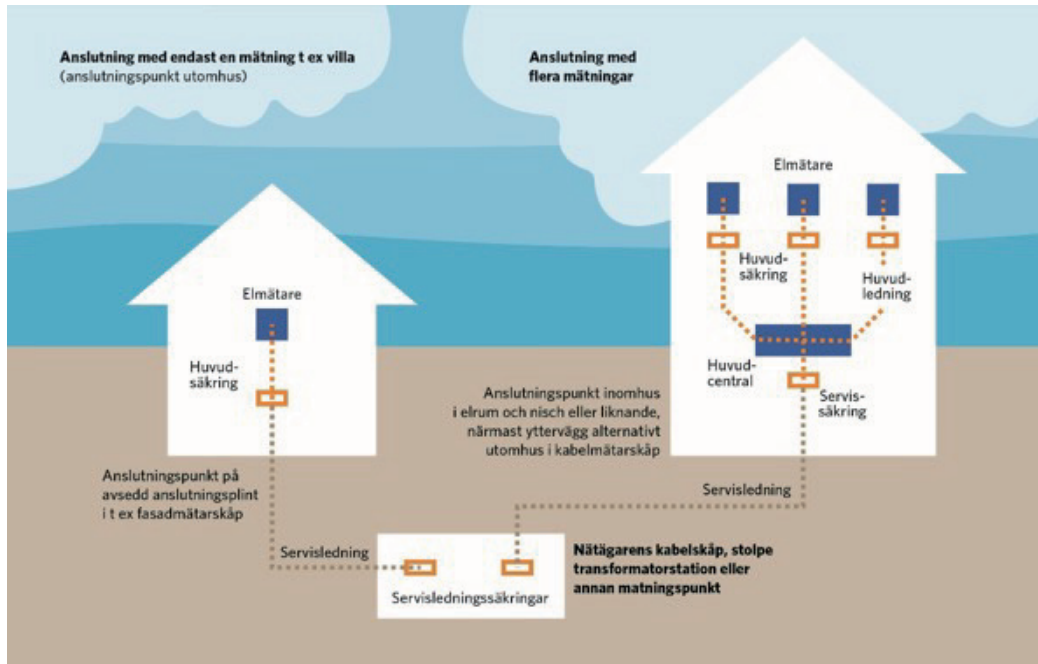 Anslutning med endast en mätning t ex villa
(anslutningspunkt utomhus)
Anslutning med
flera mätningar
Elmätare
Huvud-
säkring
Huvud-
ledning
Huvud-
central
Servis-
säkring
Elmätare
Huvud-
säkring
Anslutningspunkt inomhus
i elrum och nisch eller liknande,
närmast yttervägg alternativt
utomhus i kabelmätarskåp
Anslutningspunkt på
avsedd anslutningsplint
i t ex fasadmätarskåp
Servisledning
Servisledning
Nätägarens kabelskåp, stolpe
transformatorstation eller
annan matningspunkt
Servisledningssäkringar